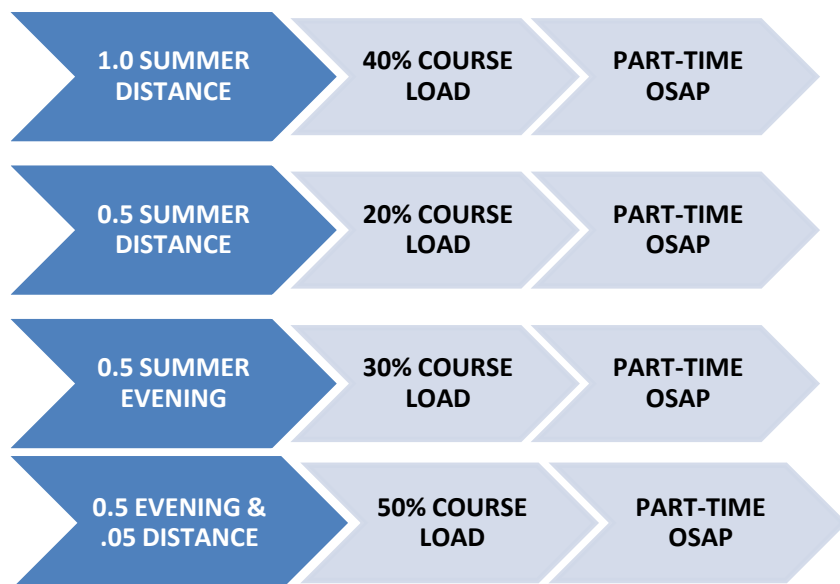 1.0 SUMMER
DISTANCE
40% COURSE
LOAD
PART-TIME
OSAP
0.5 SUMMER
DISTANCE
20% COURSE
LOAD
PART-TIME
OSAP
0.5 SUMMER
EVENING
30% COURSE
LOAD
PART-TIME
OSAP
0.5 EVENING &
.05 DISTANCE
50% COURSE
LOAD
PART-TIME
OSAP